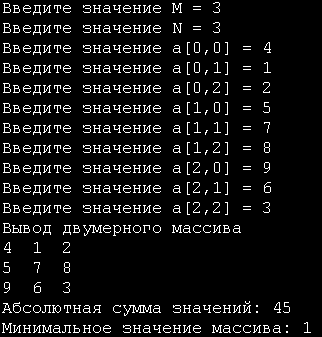 Введите значение M = 3
Введите значение N = 3
Введите значение a[0,0] = 4
Введите значение a[0,1] = 1
Введите значение a[0,2] = 2
Введите значение a[1,0] = 5
Введите значение a[1,1] = 7
Введите значение a[1,2] = 8
Введите значение a[2,0] = 9
Введите значение a[2,1] = 6
Введите значение a[2,2] = 3
Вывод двумерного массива
4 1 2
5 7 8
9 6 3
Абсолютная сумма значений: 45
Минимальное значение массива: 1